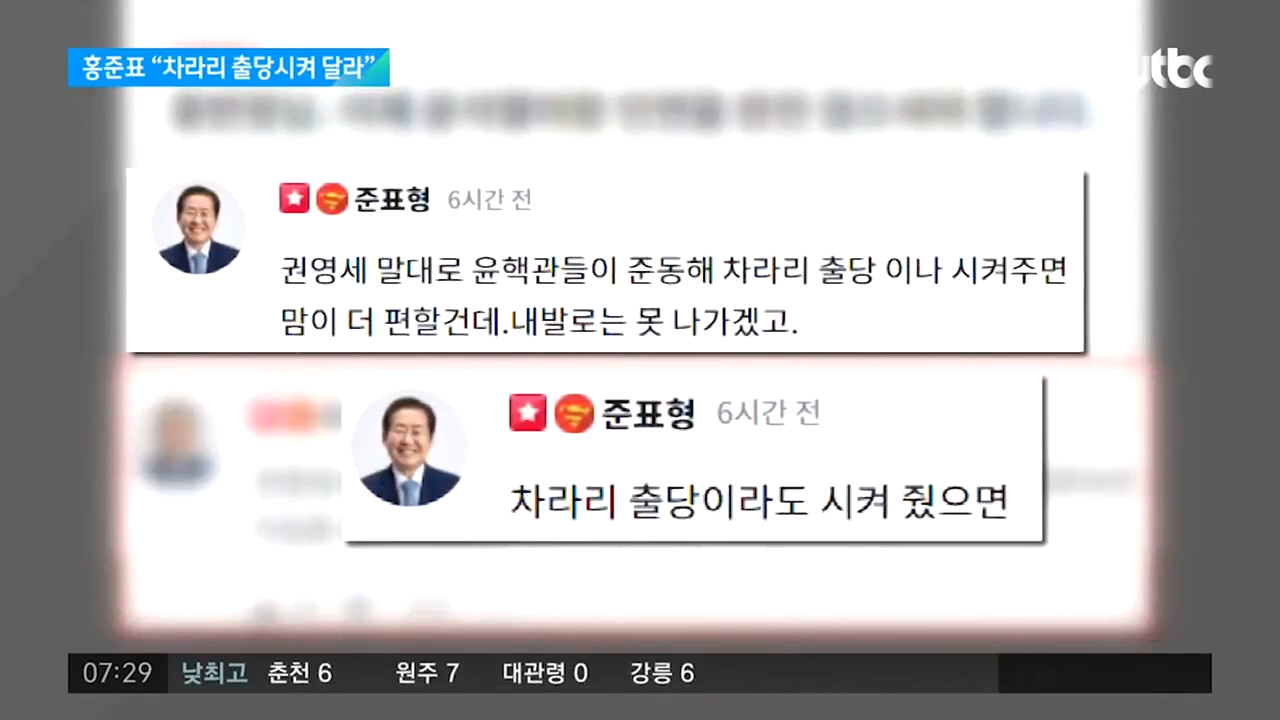 홍준표 “차라리 출당시켜 달라”
jtbc
준표형 6시간 전
권영세 말대로 윤핵관들이 준동해 차라리 출당 이나 시켜주면
맘이 더 편할건데.내발로는 못 나가겠고.
준표형 6시간 전
차라리 출당이라도 시켜 줬으면
07:29 낮최고 춘천 6 원주 7 대관령 0 강릉 6